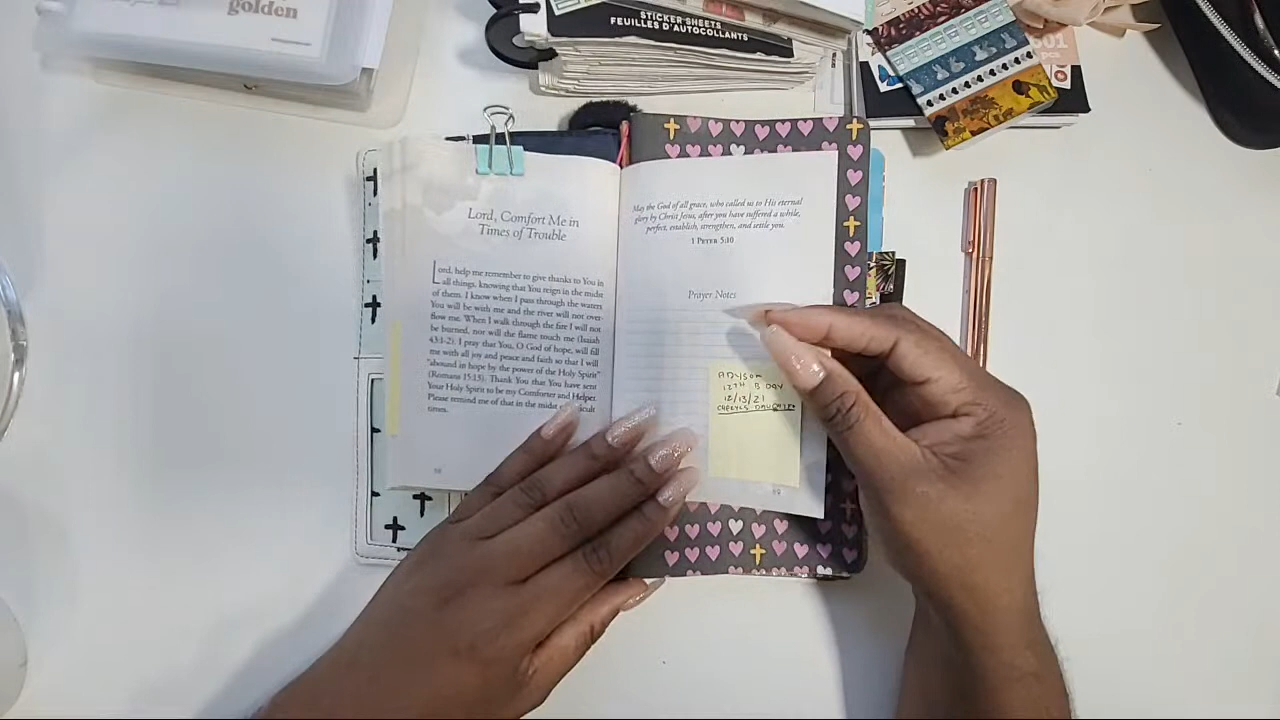 golden
STICKER SHEETS
FEUILLES D'AUTOCOLLANTS
501
Lord, Comfort Me in
Times of Trouble
Lord, help me remember to give thanks to You in
all things, knowing that You reign in the midst
of them. I know when I pass through the waters
You will be with me and the river will not over-
flow me. When I walk through the fire I will not
be burned, nor will the flame touch me (Isaiah
43:1-2). I pray that You, O God of hope, will fill
me with all joy and peace and faith so that I will
"abound in hope by the power of the Holy Spirit"
(Romans 15:13). Thank You that You have sent
Your Holy Spirit to be my Comforter and Helper.
Please remind me of that in the midst
times.
May the God of all grace, who called us to His eternal
glory by Christ Jesus, after you have suffered a while,
perfect, establish, strengthen, and settle you.
1 PETER 5:10
Prayer Notes
ADYSON
12TH B DAY
12/13/21
CHERYLS DAUGHTER